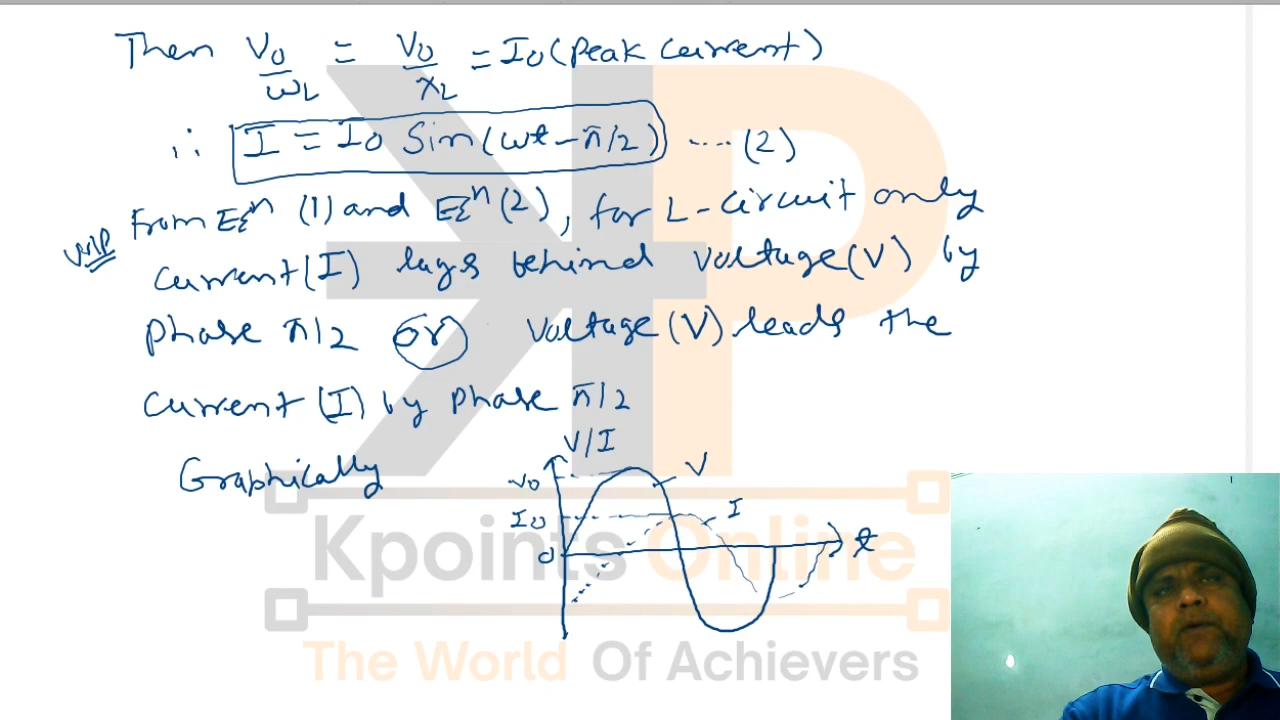 Then V0/ωL = V0/XL = I0 (Peak Current)
∴ I = I0 Sin(ωt - π/2) ---- (2)
VVIP From Eqⁿ (1) and Eqⁿ (2), for L-circuit only
Current (I) lags behind Voltage (V) by
Phase π/2 or Voltage (V) leads the
Current (I) by Phase π/2
Graphically
V/I
V0
V
I0
I
0
t
Kpoints Online
The World Of Achievers